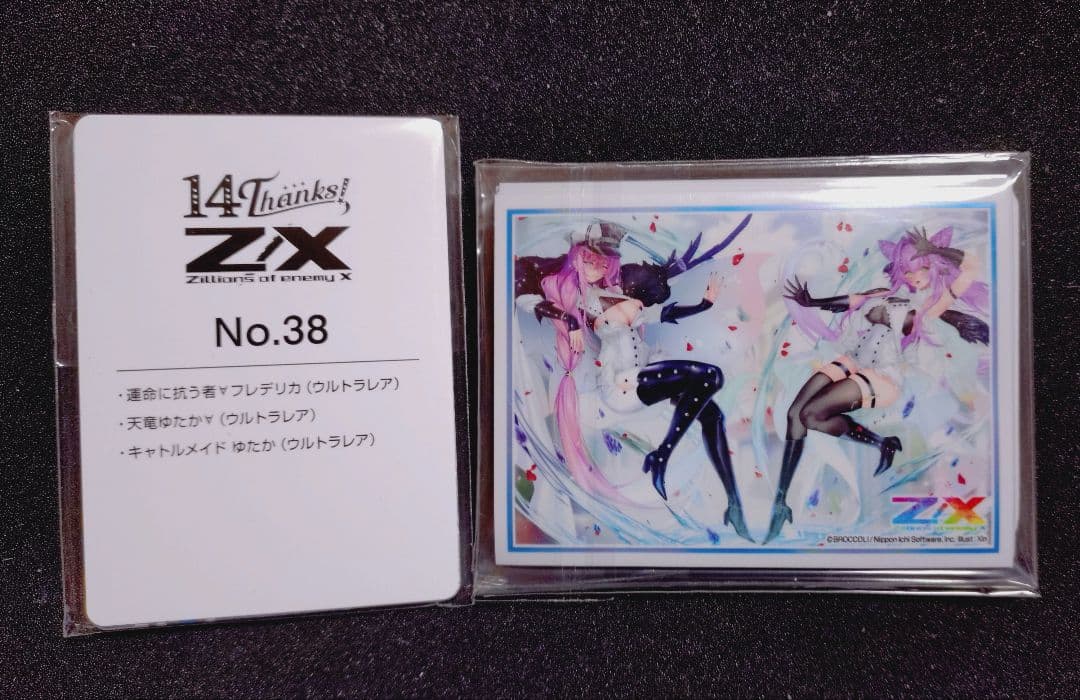 14 Thanks!
Z/X
Zillions of enemy X
No.38
・運命に抗う者∀フレデリカ (ウルトラレア)
・天竜ゆたか∀ (ウルトラレア)
・キャトルメイド ゆたか (ウルトラレア)
Z/X
©BROCCOLI / Nippon Ichi Software, Inc. Illust : Xin